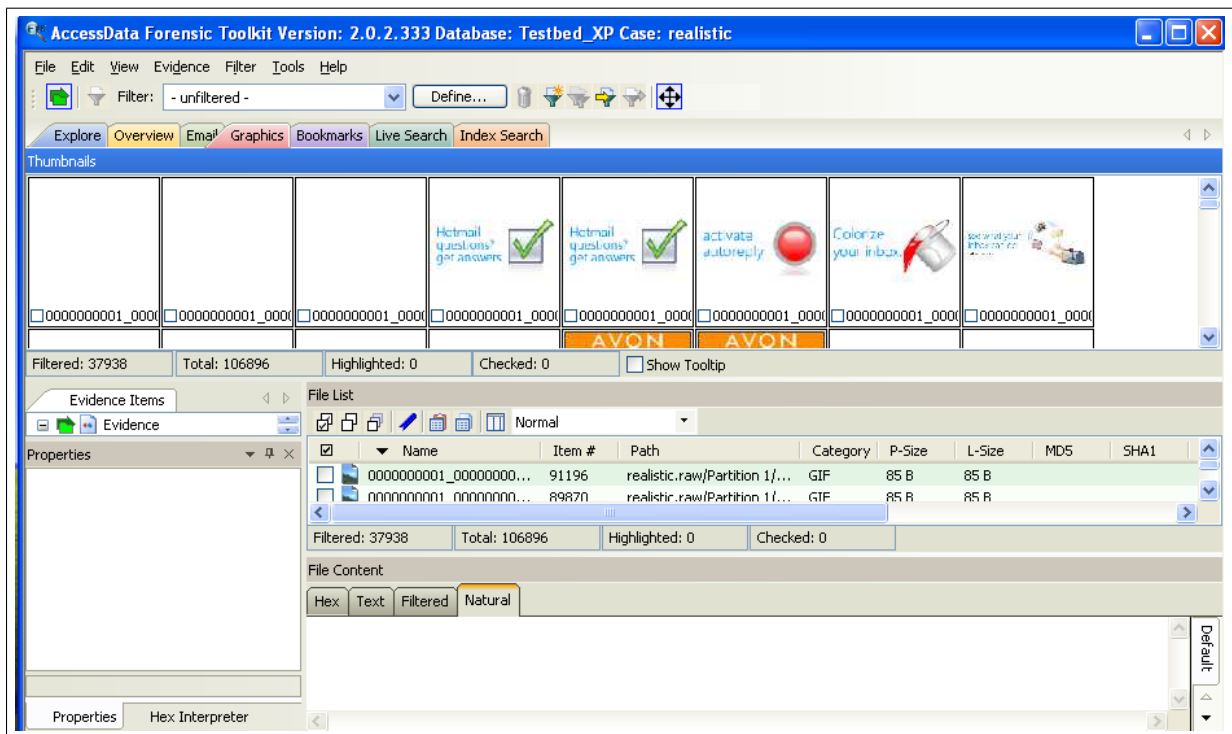 AccessData Forensic Toolkit Version: 2.0.2.333 Database: Testbed_XP Case: realistic
File Edit View Evidence Filter Tools Help
Filter: - unfiltered - Define...
Explore Overview Email Graphics Bookmarks Live Search Index Search
Thumbnails
Hotmail questions? get answers
Hotmail questions? get answers
activate autoreply
Colorize your inbox.
see what your inbox can do
0000000001_000( 0000000001_000( 0000000001_000( 0000000001_000( 0000000001_000( 0000000001_000( 0000000001_000( 0000000001_000(
AVON AVON
Filtered: 37938 Total: 106896 Highlighted: 0 Checked: 0 Show Tooltip
Evidence Items
Evidence
Properties
File List
Normal
Name Item # Path Category P-Size L-Size MD5 SHA1
0000000001_00000000... 91196 realistic.raw/Partition 1/... GIF 85 B 85 B
0000000001_00000000... 89870 realistic.raw/Partition 1/... GIF 85 B 85 B
Filtered: 37938 Total: 106896 Highlighted: 0 Checked: 0
File Content
Hex Text Filtered Natural
Default
Properties Hex Interpreter